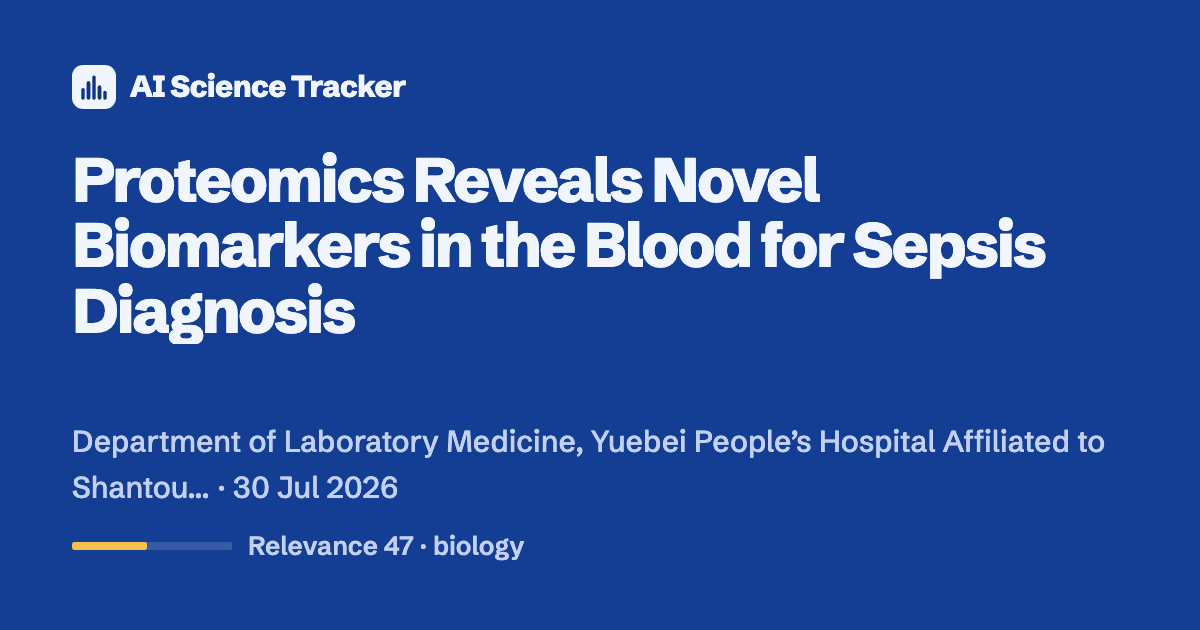 AI Science Tracker
Proteomics Reveals Novel
Biomarkers in the Blood for Sepsis
Diagnosis
Department of Laboratory Medicine, Yuebei People’s Hospital Affiliated to
Shantou... · 30 Jul 2026
Relevance 47 · biology